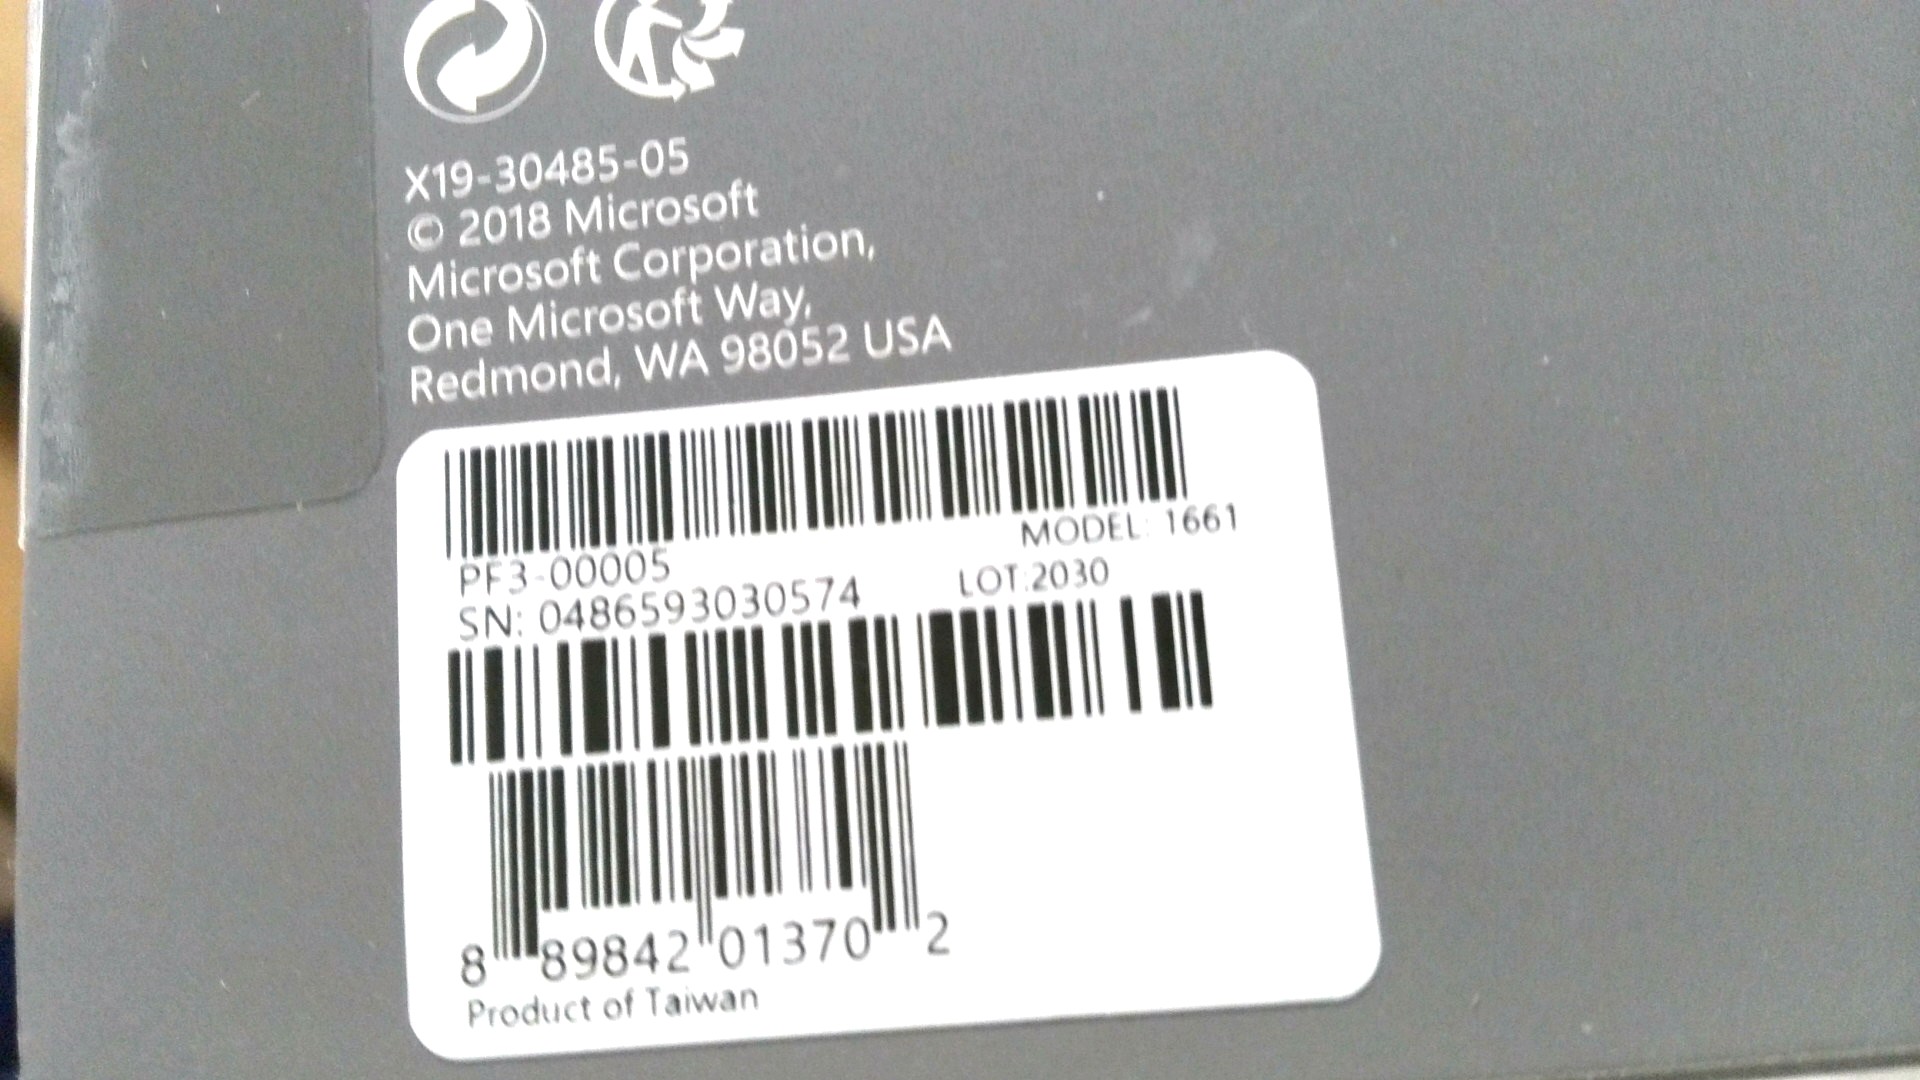 X19-30485-05
© 2018 Microsoft
Microsoft Corporation,
One Microsoft Way,
Redmond, WA 98052 USA
MODEL: 1661
PF3-00005
LOT:2030
SN: 0486593030574
8 89842 01370 2
Product of Taiwan